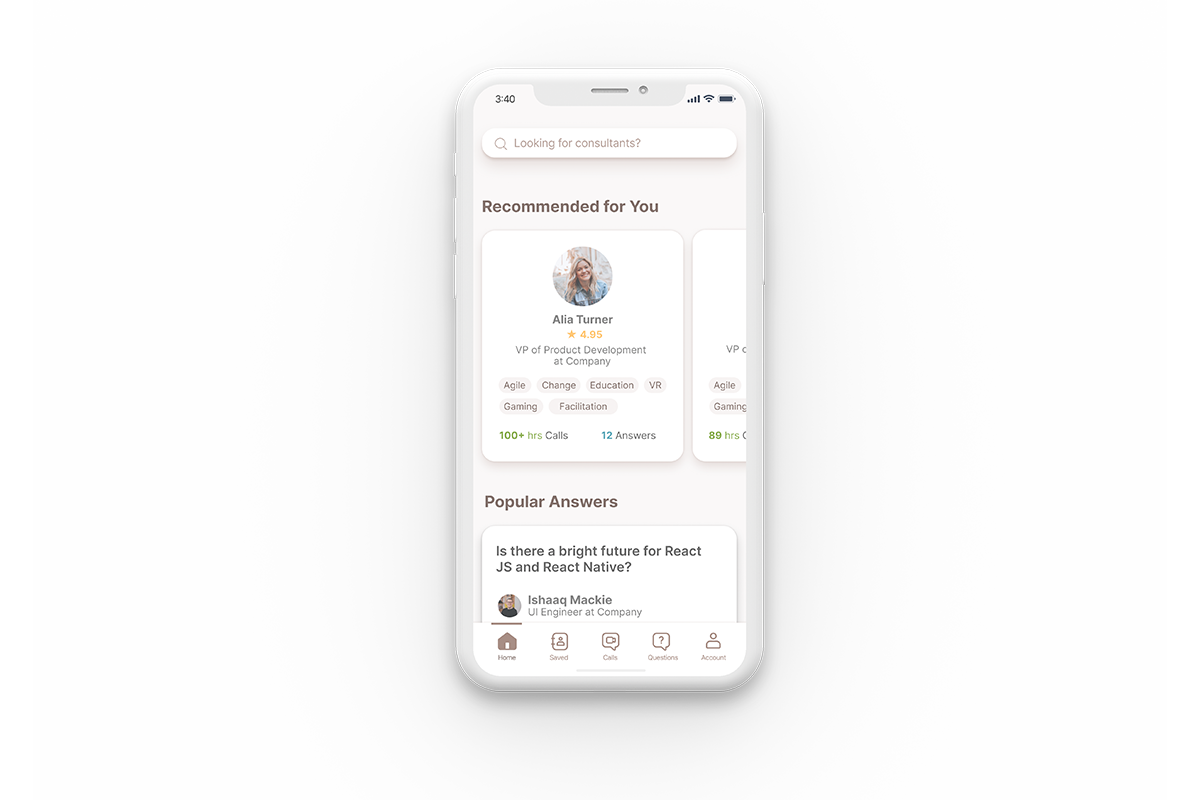 3:40
Looking for consultants?
Recommended for You
Alia Turner
★ 4.95
VP of Product Development
at Company
Agile Change Education VR
Gaming Facilitation
100+ hrs Calls 12 Answers
VP
Agile
Gaming
89 hrs
Popular Answers
Is there a bright future for React
JS and React Native?
Ishaaq Mackie
UI Engineer at Company
Home Saved Calls Questions Account